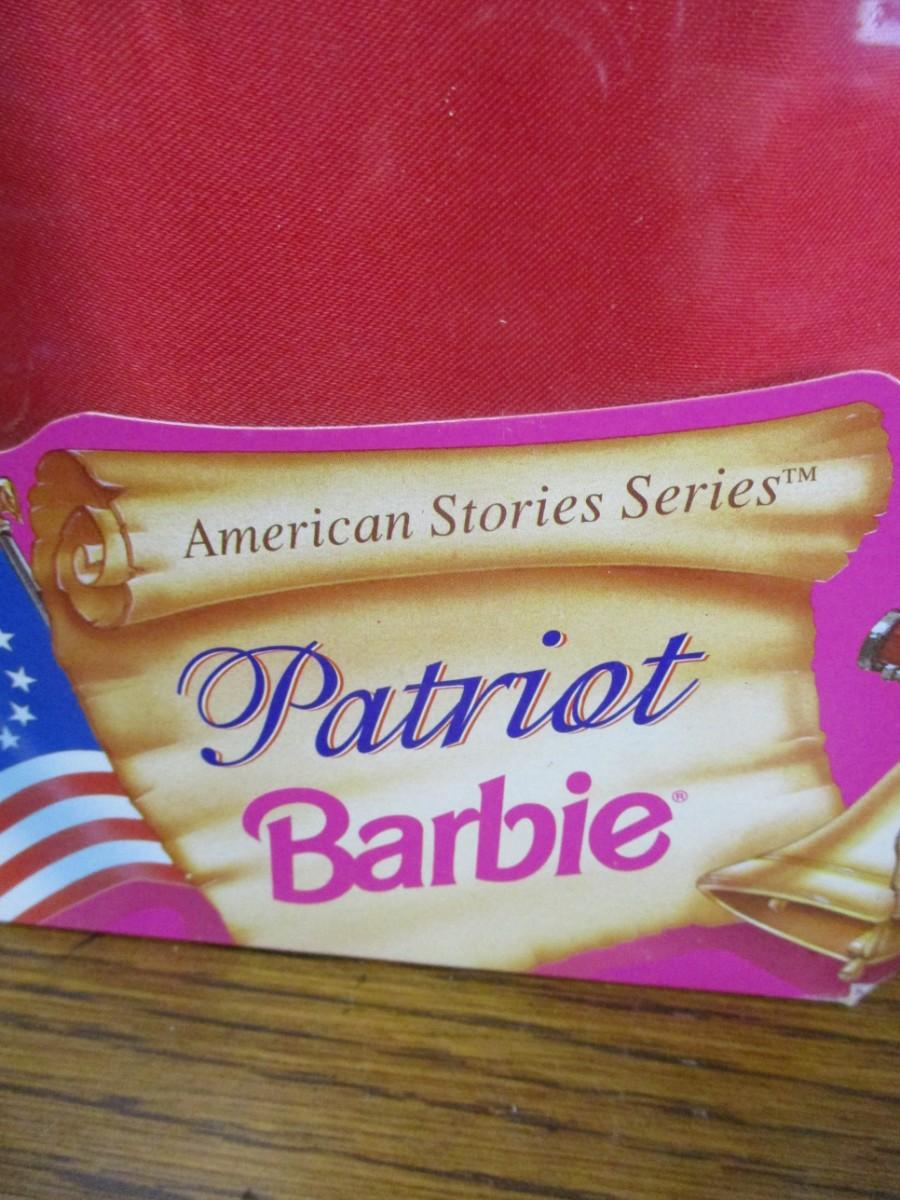 American Stories Series™
Patriot
Barbie®